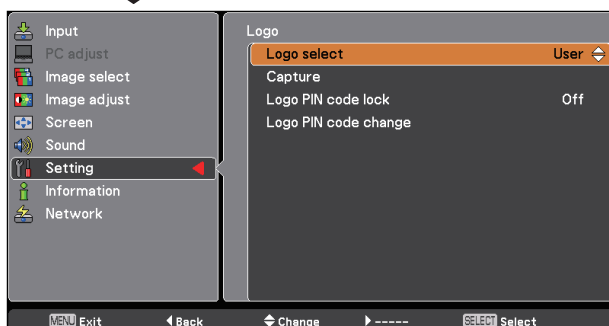 Input
PC adjust
Image select
Image adjust
Screen
Sound
Setting
Information
Network
Logo
Logo select User
Capture
Logo PIN code lock Off
Logo PIN code change
MENU Exit Back Change ----- SELECT Select